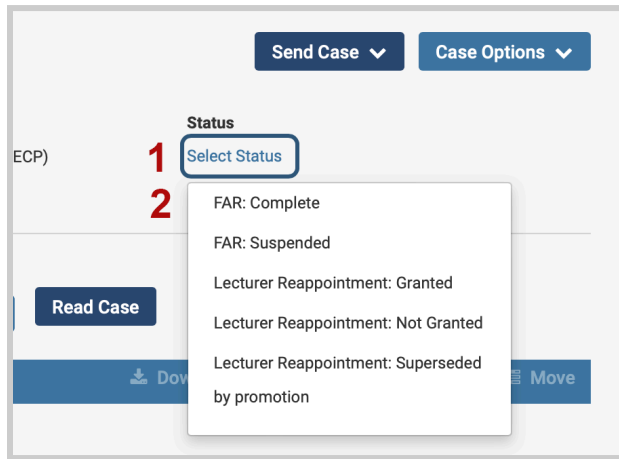 Send Case
Case Options
Status
ECP)
1
Select Status
2
FAR: Complete
FAR: Suspended
Lecturer Reappointment: Granted
Read Case
Lecturer Reappointment: Not Granted
Lecturer Reappointment: Superseded
by promotion
Dow
Move